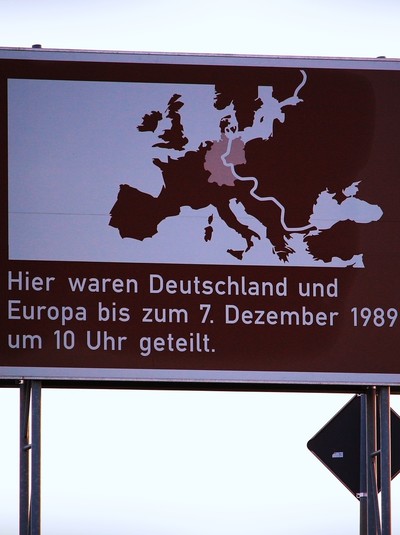 Hier waren Deutschland und
Europa bis zum 7. Dezember 1989
um 10 Uhr geteilt.